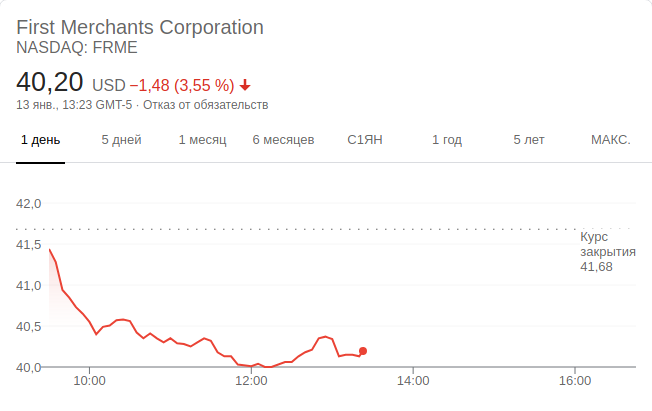 First Merchants Corporation
NASDAQ: FRME
40,20 USD −1,48 (3,55 %)
13 янв., 13:23 GMT-5 · Отказ от обязательств
1 день 5 дней 1 месяц 6 месяцев С1ЯН 1 год 5 лет МАКС.
42,0
Курс
закрытия
41,68
41,5
41,0
40,5
40,0
10:00 12:00 14:00 16:00